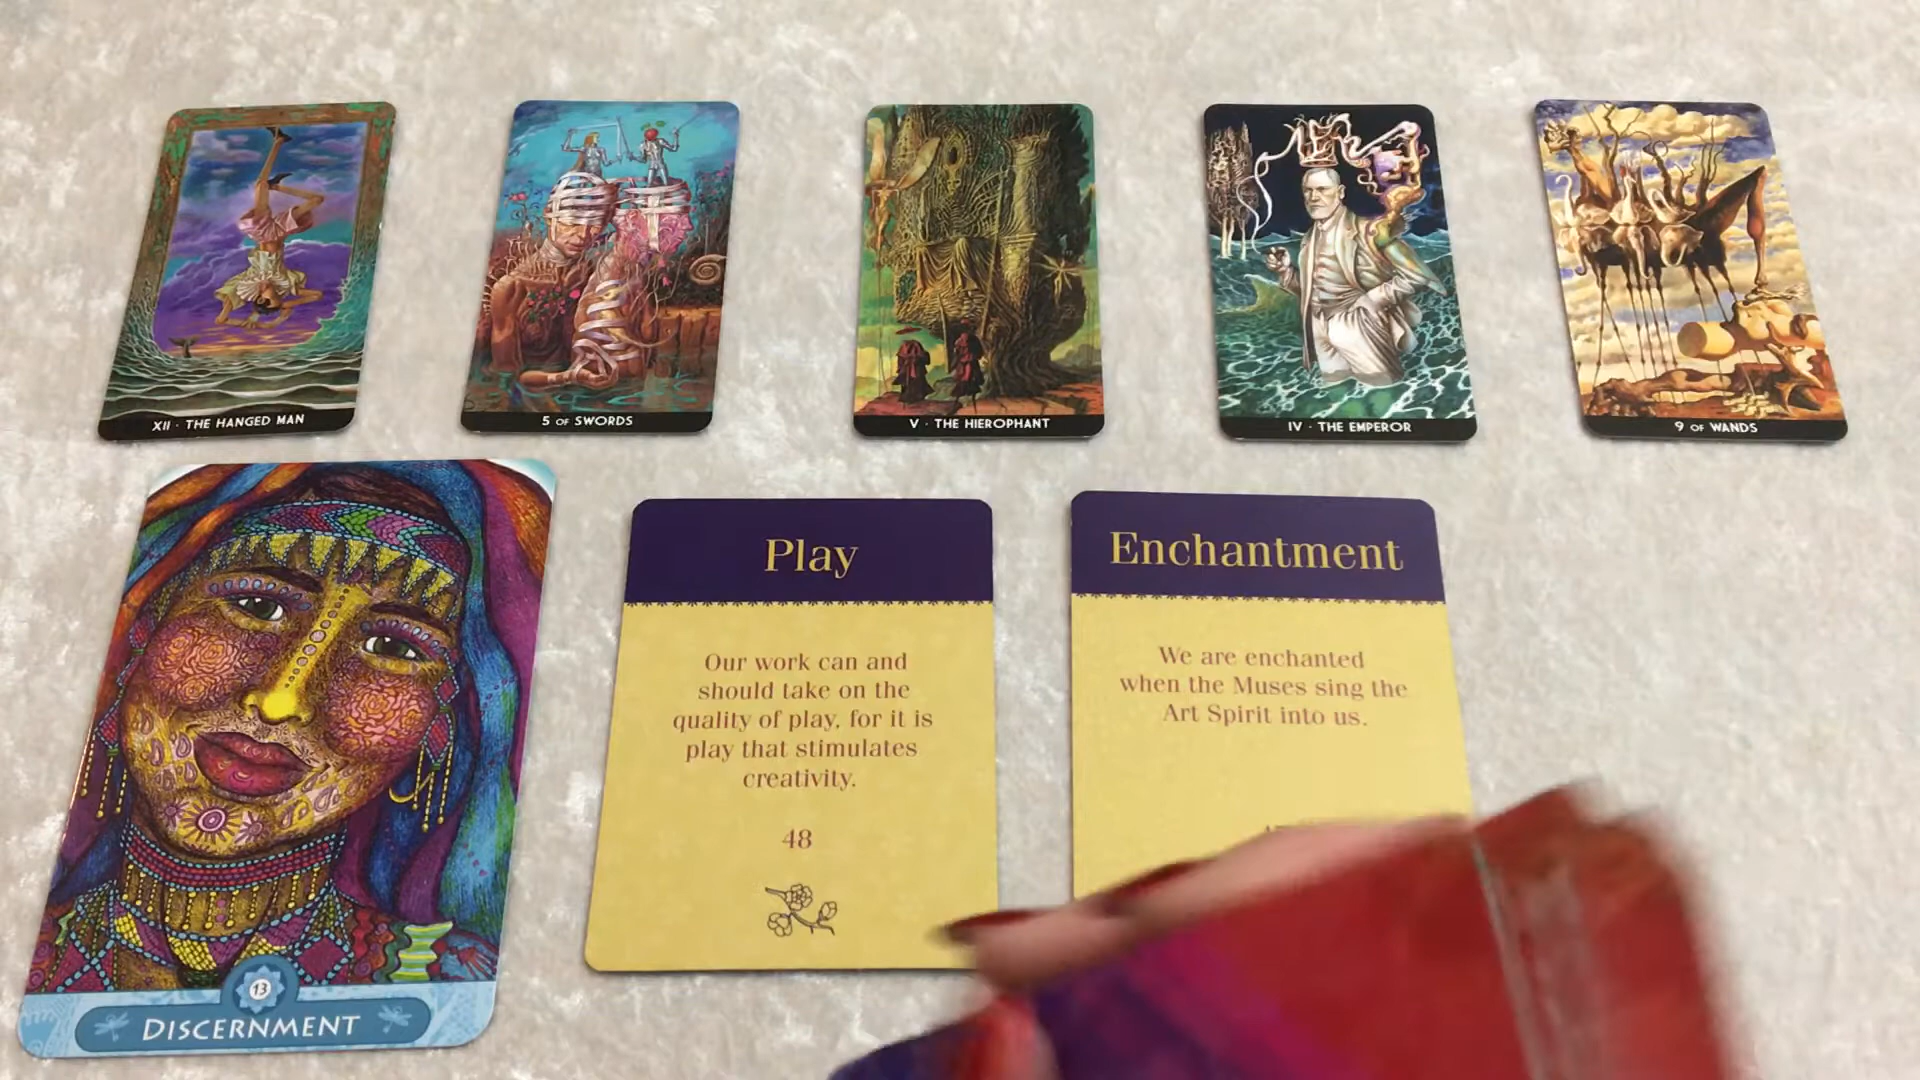 XII · THE HANGED MAN
5 OF SWORDS
V · THE HIEROPHANT
IV · THE EMPEROR
9 OF WANDS
Play
Our work can and
should take on the
quality of play, for it is
play that stimulates
creativity.
48
Enchantment
We are enchanted
when the Muses sing the
Art Spirit into us.
13
DISCERNMENT